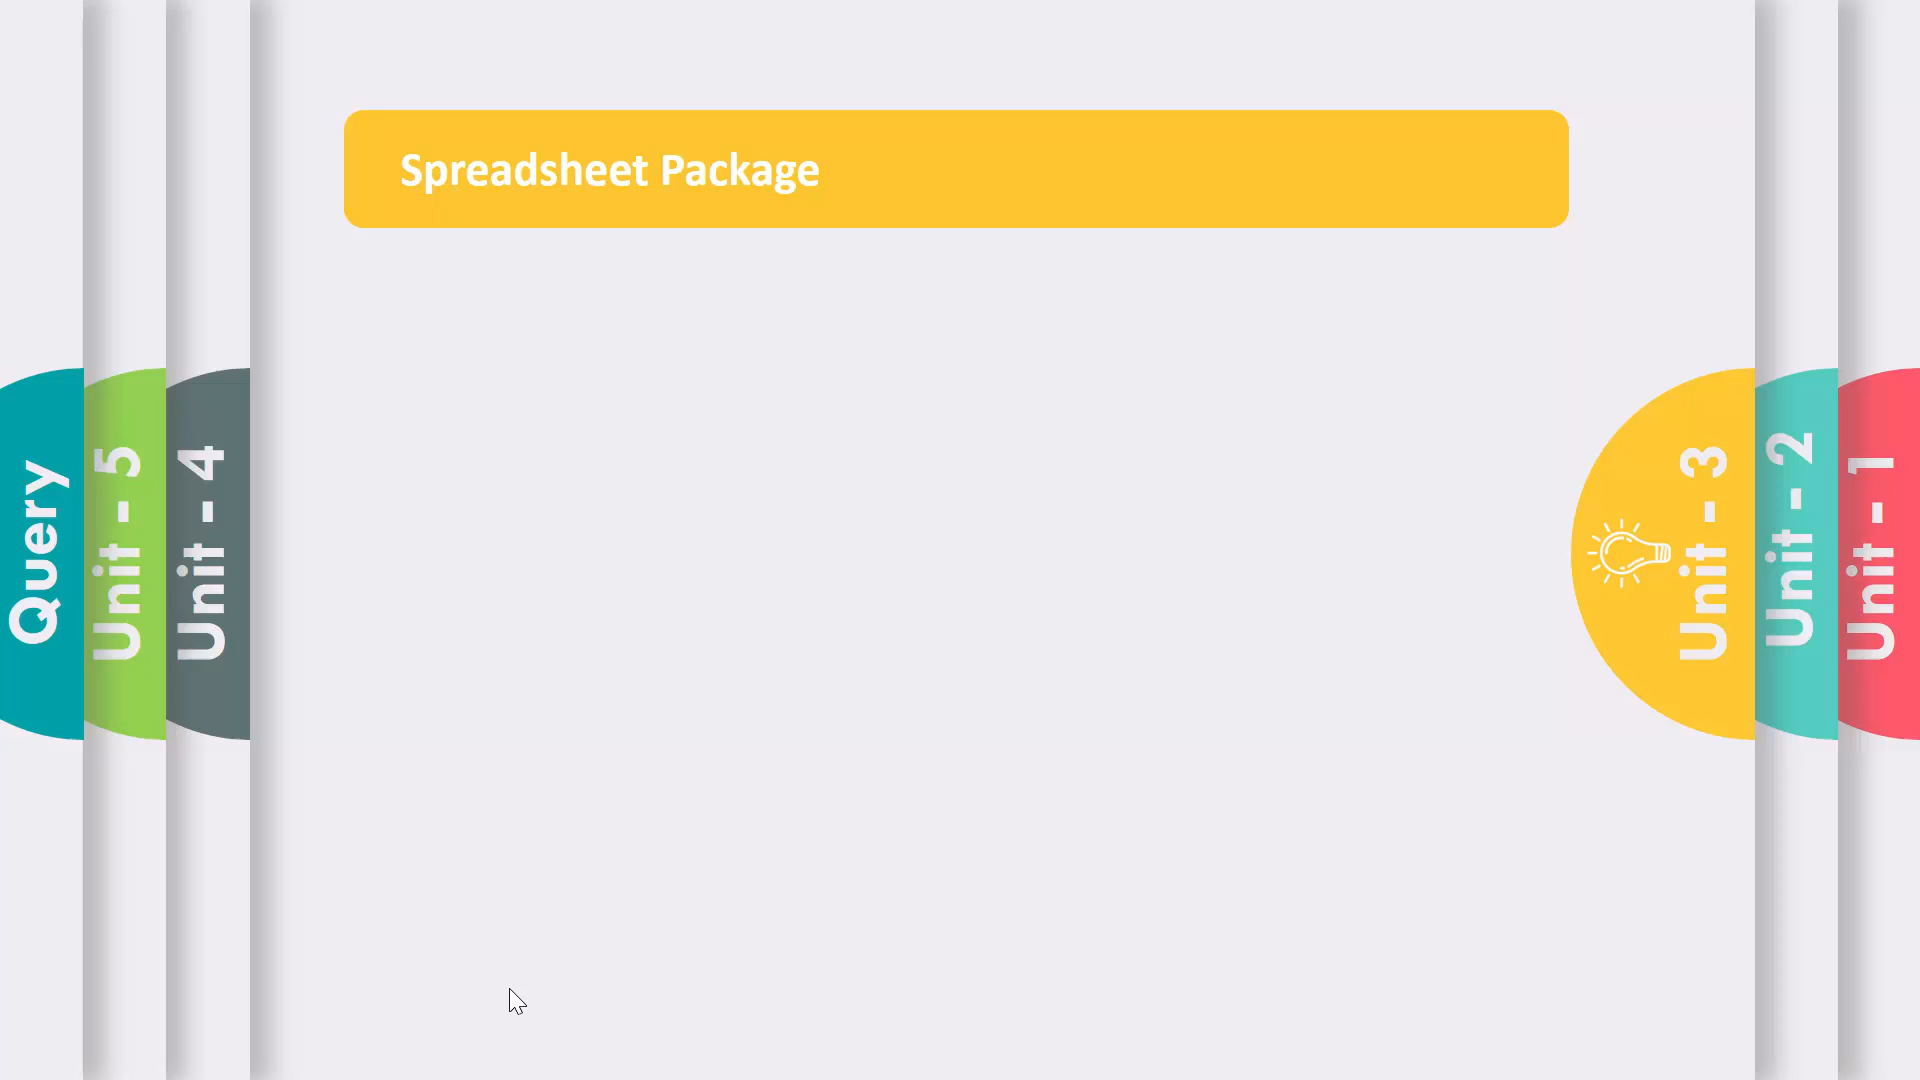 Spreadsheet Package
Query
Unit - 5
Unit - 4
Unit - 3
Unit - 2
Unit - 1